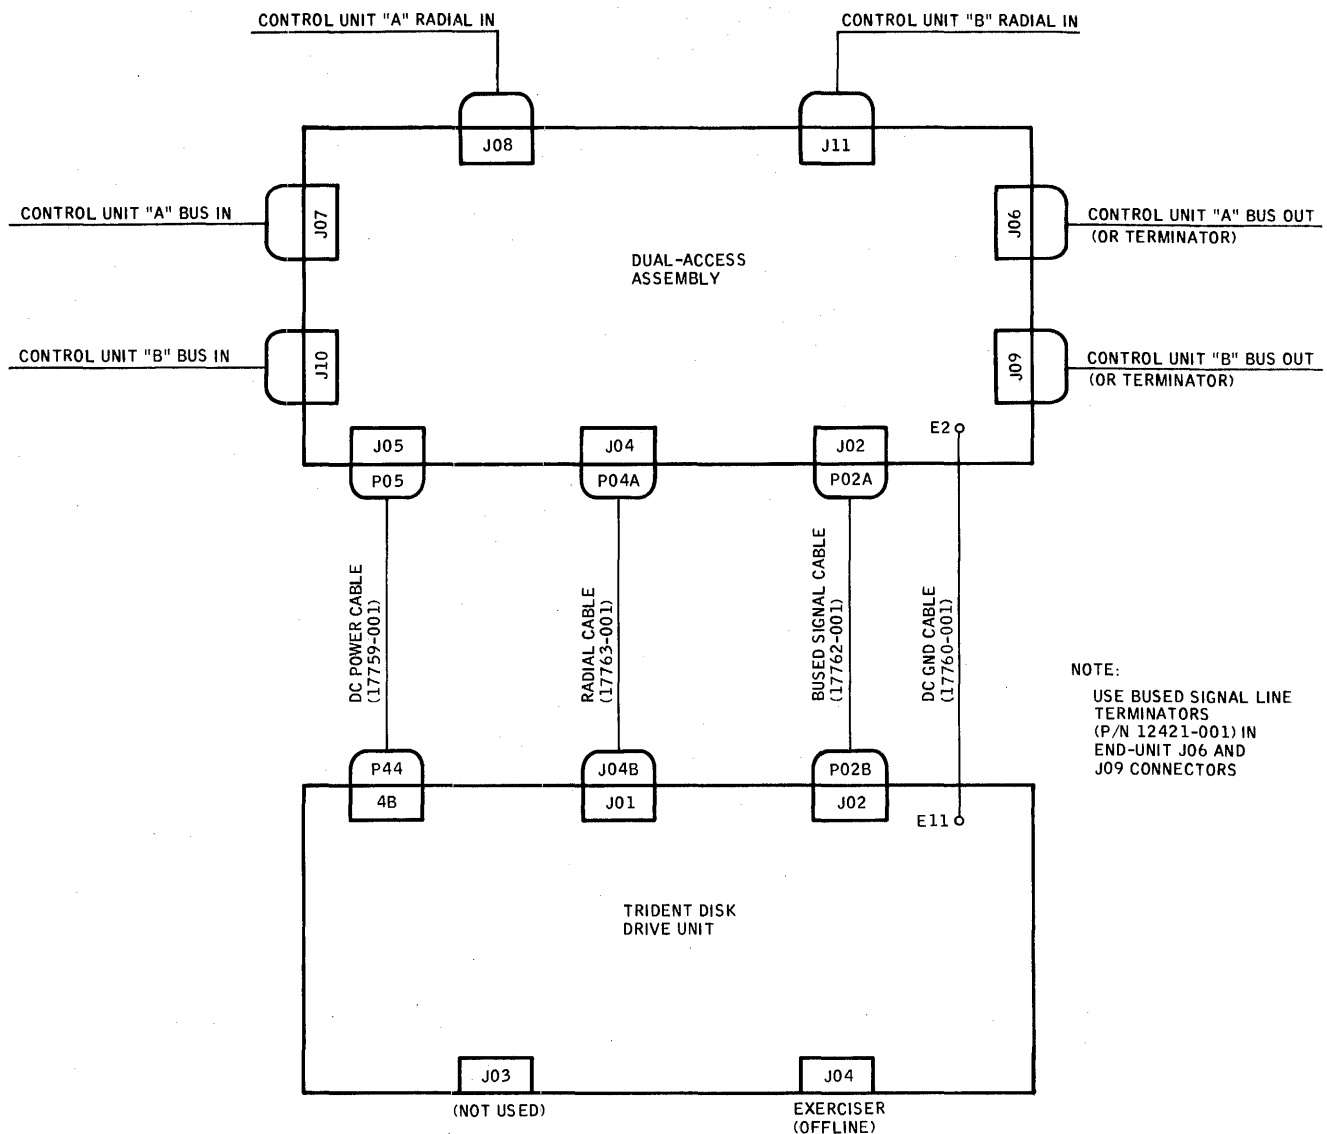 CONTROL UNIT "A" RADIAL IN
CONTROL UNIT "B" RADIAL IN
J08
J11
CONTROL UNIT "A" BUS IN
J07
J06
CONTROL UNIT "A" BUS OUT
(OR TERMINATOR)
DUAL-ACCESS
ASSEMBLY
CONTROL UNIT "B" BUS IN
J10
J09
CONTROL UNIT "B" BUS OUT
(OR TERMINATOR)
E2
J05
J04
J02
P05
P04A
P02A
DC POWER CABLE
(17759-001)
RADIAL CABLE
(17763-001)
BUSED SIGNAL CABLE
(17762-001)
DC GND CABLE
(17760-001)
NOTE:
USE BUSED SIGNAL LINE
TERMINATORS
(P/N 12421-001) IN
END-UNIT J06 AND
J09 CONNECTORS
P44
J04B
P02B
4B
J01
J02
E11
TRIDENT DISK
DRIVE UNIT
J03
J04
(NOT USED)
EXERCISER
(OFFLINE)